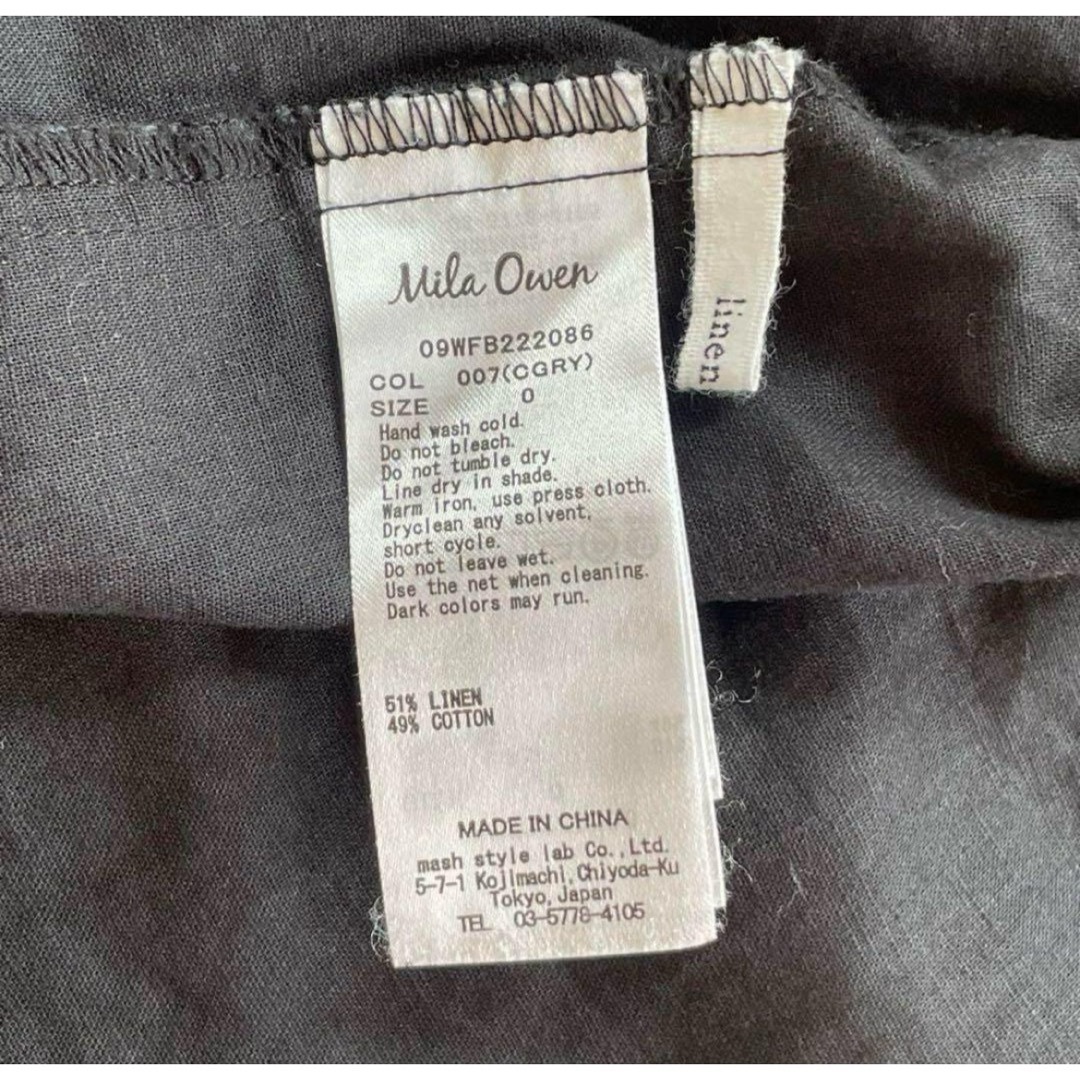 Mila Owen
09WFB222086
COL 007(CGRY)
SIZE 0
Hand wash cold.
Do not bleach.
Do not tumble dry.
Line dry in shade.
Warm iron, use press cloth.
Dryclean any solvent,
short cycle.
Do not leave wet.
Use the net when cleaning.
Dark colors may run.
51% LINEN
49% COTTON
MADE IN CHINA
mash style lab Co.,Ltd.
5-7-1 Kojimachi,Chiyoda-Ku
Tokyo,Japan
TEL 03-5778-4105
linen